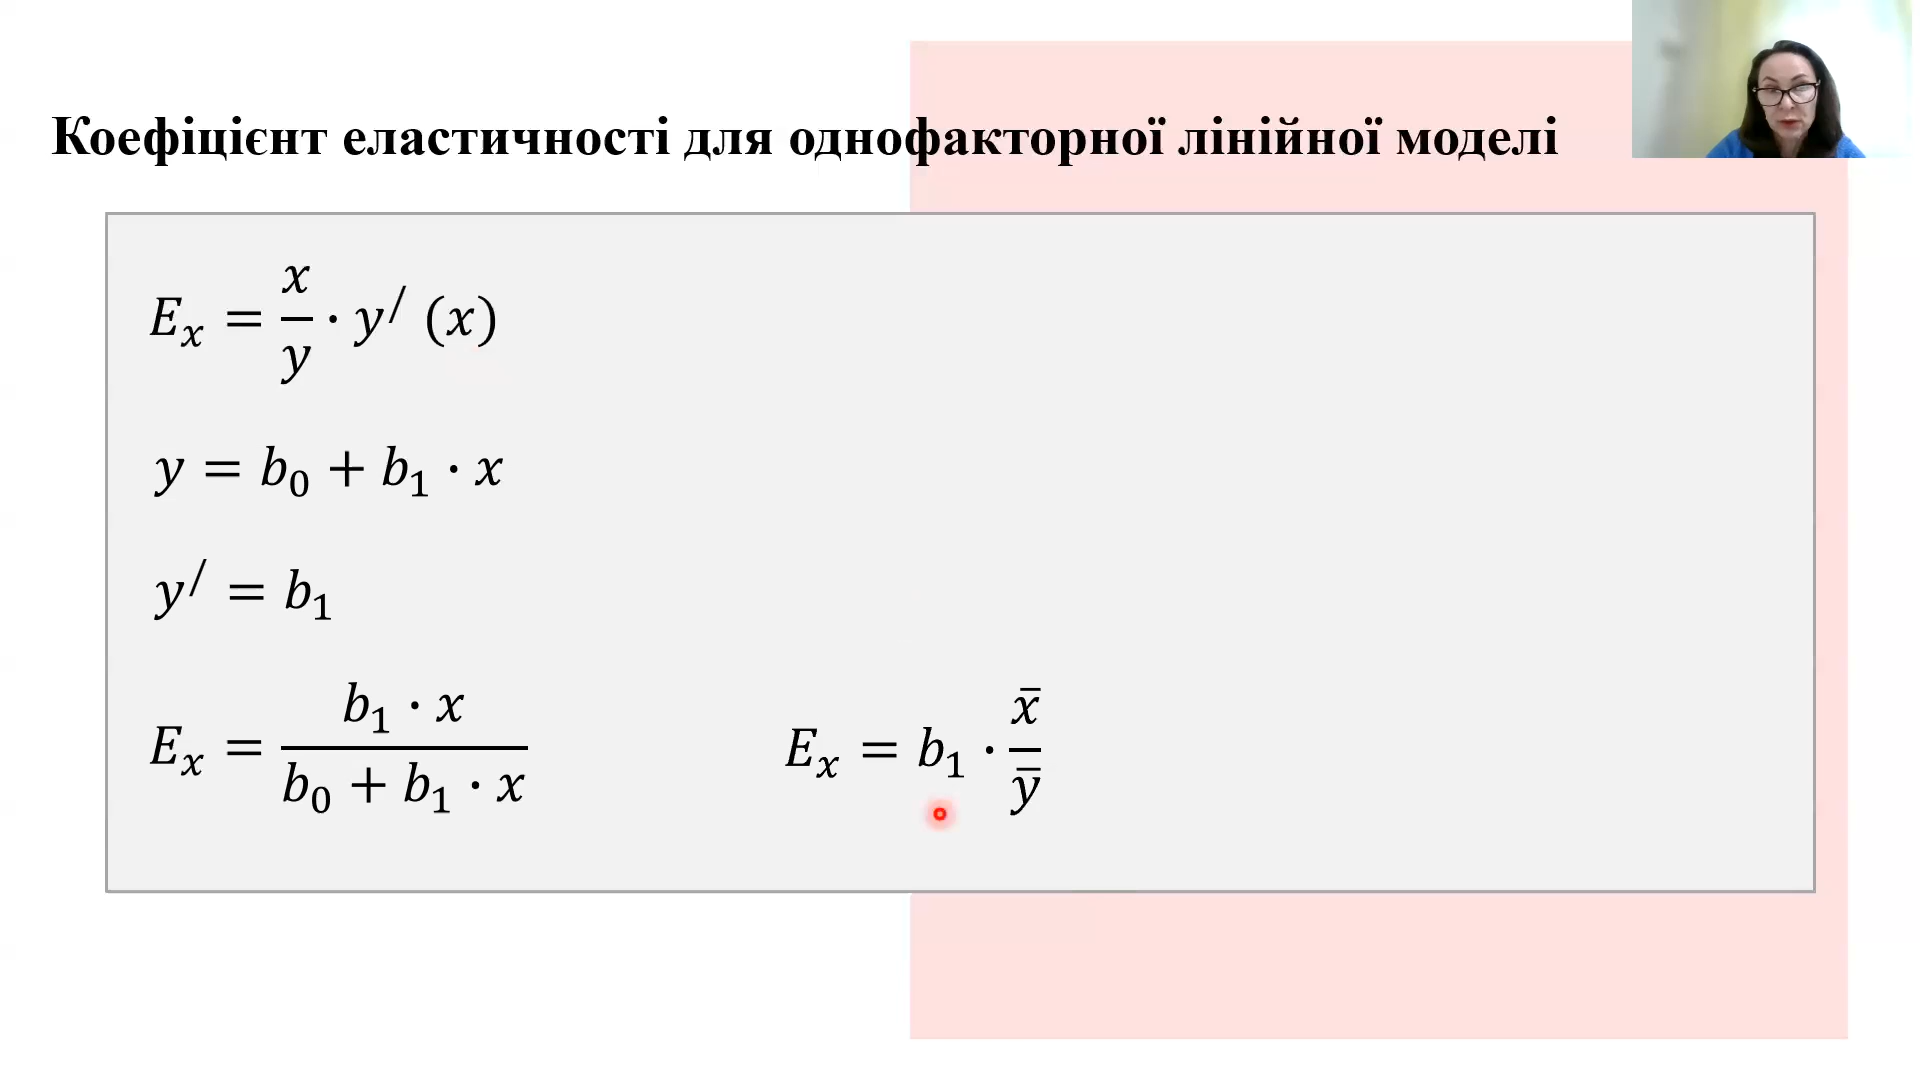 Коефіцієнт еластичності для однофакторної лінійної моделі
E_x = x/y · y^/ (x)
y = b_0 + b_1 · x
y^/ = b_1
E_x = (b_1 · x)/(b_0 + b_1 · x)
E_x = b_1 · x̄/ȳ